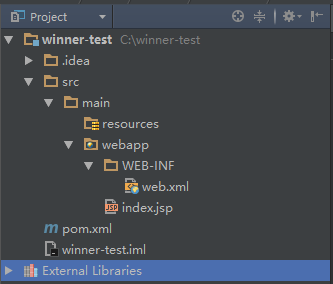 Project
winner-test C:\winner-test
.idea
src
main
resources
webapp
WEB-INF
web.xml
index.jsp
pom.xml
winner-test.iml
External Libraries